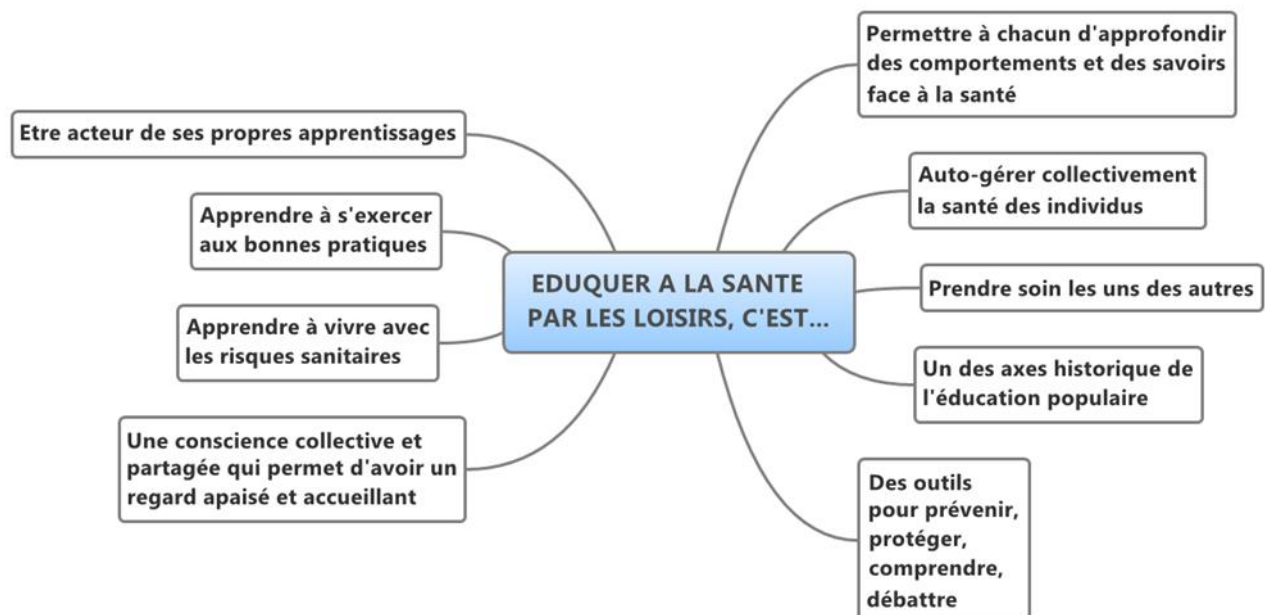 EDUQUER A LA SANTE
PAR LES LOISIRS, C'EST...
Permettre à chacun d'approfondir
des comportements et des savoirs
face à la santé
Auto-gérer collectivement
la santé des individus
Prendre soin les uns des autres
Un des axes historique de
l'éducation populaire
Des outils
pour prévenir,
protéger,
comprendre,
débattre
Etre acteur de ses propres apprentissages
Apprendre à s'exercer
aux bonnes pratiques
Apprendre à vivre avec
les risques sanitaires
Une conscience collective et
partagée qui permet d'avoir un
regard apaisé et accueillant